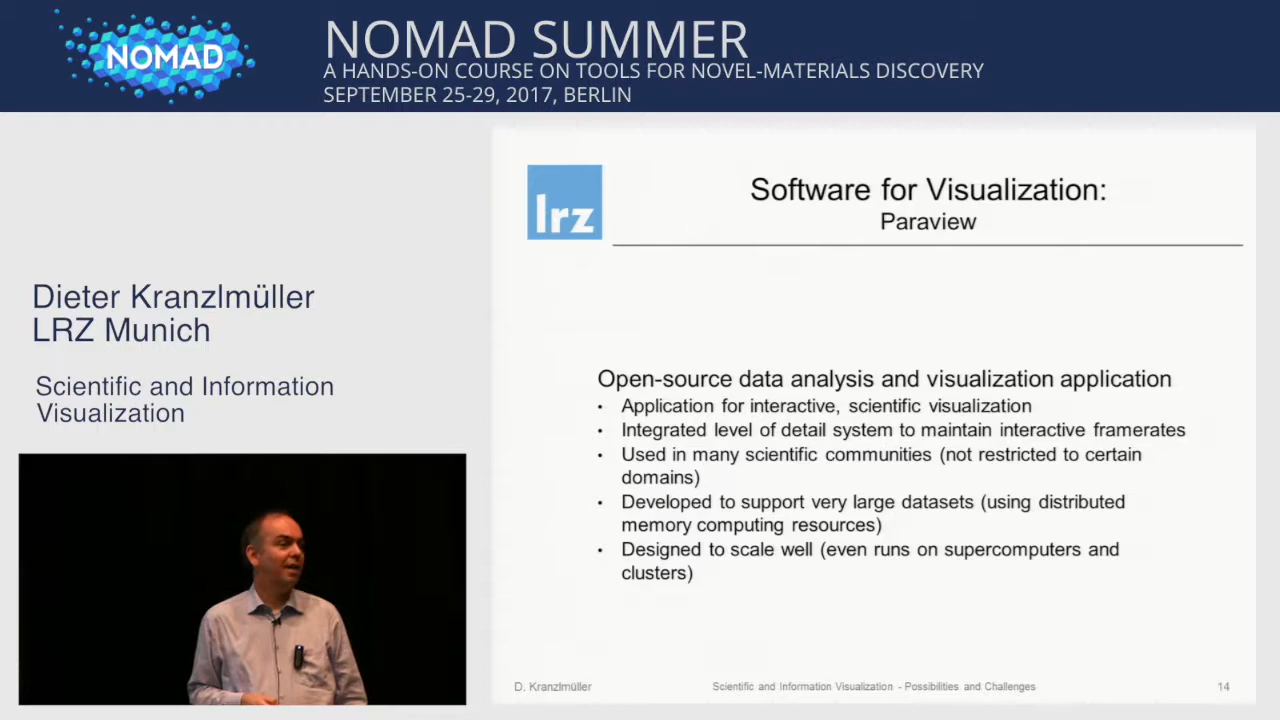 NOMAD
NOMAD SUMMER
A HANDS-ON COURSE ON TOOLS FOR NOVEL-MATERIALS DISCOVERY
SEPTEMBER 25-29, 2017, BERLIN
Dieter Kranzlmüller
LRZ Munich
Scientific and Information
Visualization
lrz
Software for Visualization:
Paraview
Open-source data analysis and visualization application
• Application for interactive, scientific visualization
• Integrated level of detail system to maintain interactive framerates
• Used in many scientific communities (not restricted to certain
domains)
• Developed to support very large datasets (using distributed
memory computing resources)
• Designed to scale well (even runs on supercomputers and
clusters)
D. Kranzlmüller
Scientific and Information Visualization - Possibilities and Challenges
14